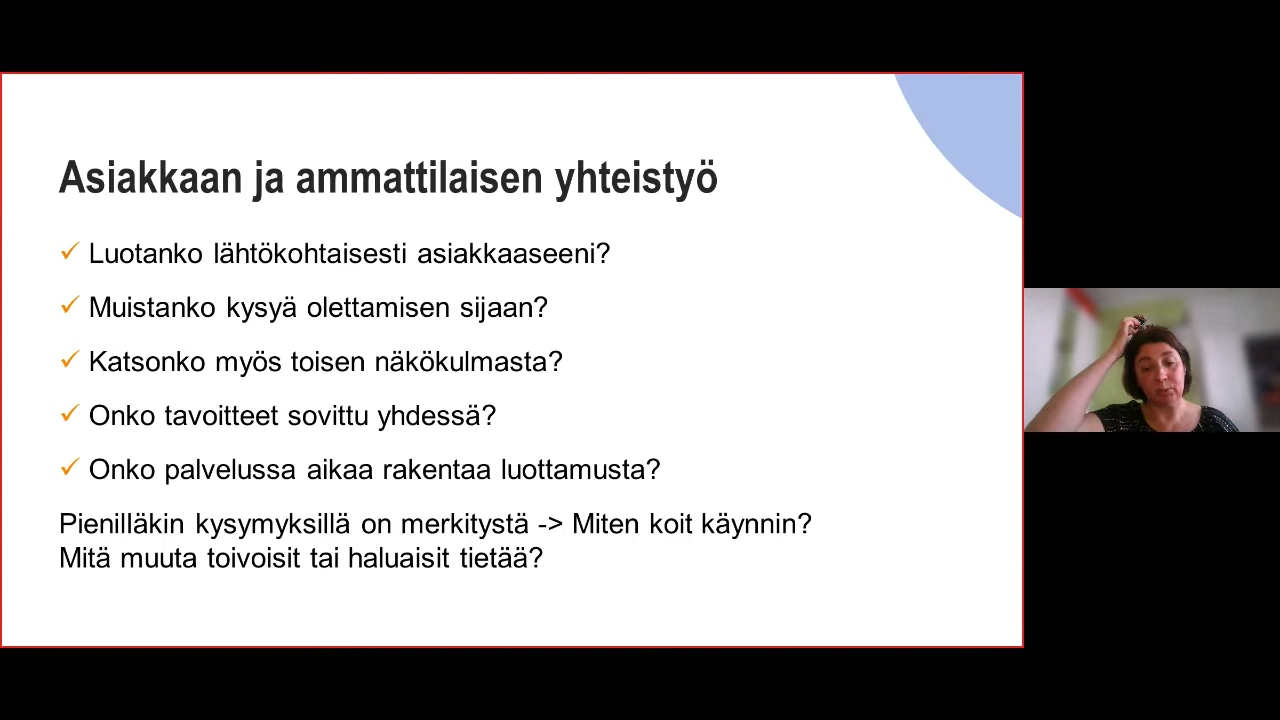 Asiakkaan ja ammattilaisen yhteistyö
Luotanko lähtökohtaisesti asiakkaaseeni?
Muistanko kysyä olettamisen sijaan?
Katsonko myös toisen näkökulmasta?
Onko tavoitteet sovittu yhdessä?
Onko palvelussa aikaa rakentaa luottamusta?
Pienilläkin kysymyksillä on merkitystä -> Miten koit käynnin?
Mitä muuta toivoisit tai haluaisit tietää?